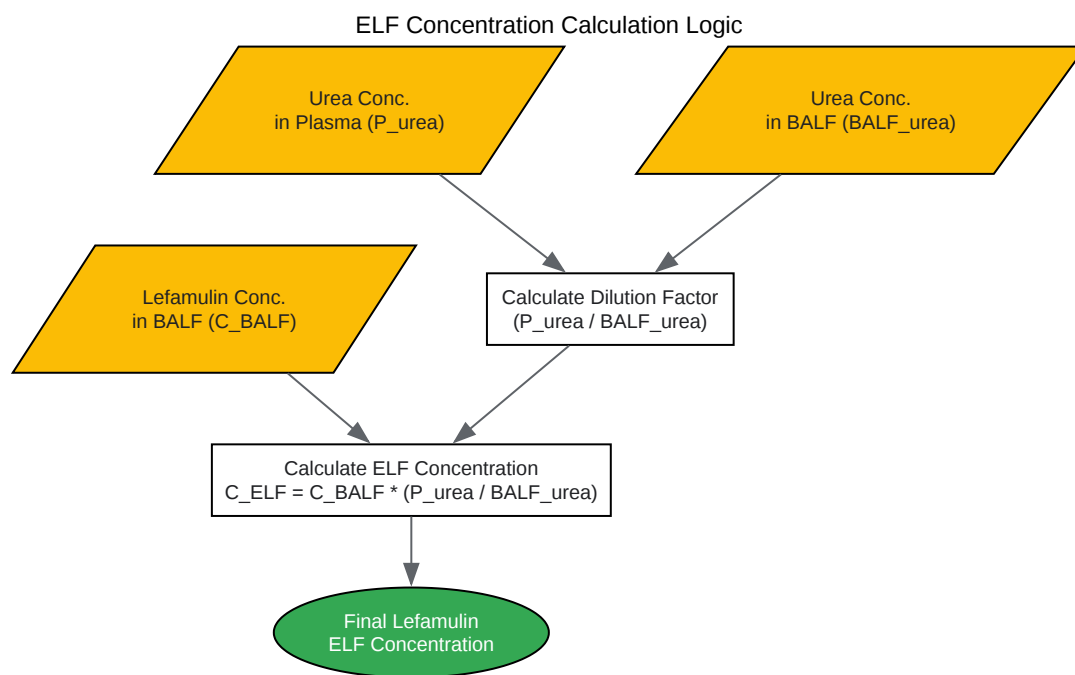 ELF Concentration Calculation Logic
Urea Conc.
in Plasma (P_urea)
Urea Conc.
in BALF (BALF_urea)
Lefamulin Conc.
in BALF (C_BALF)
Calculate Dilution Factor
(P_urea / BALF_urea)
Calculate ELF Concentration
C_ELF = C_BALF * (P_urea / BALF_urea)
Final Lefamulin
ELF Concentration